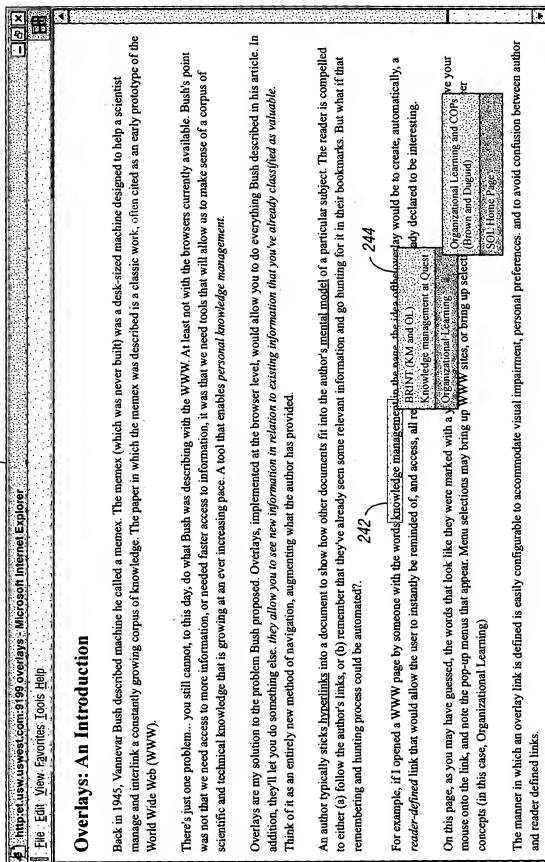 http:et.usw.uswest.com:9199 overlays - Microsoft Internet Explorer
File Edit View Favorites Tools Help
Overlays: An Introduction
Back in 1945, Vannevar Bush described machine he called a memex. The memex (which was never built) was a desk-sized machine designed to help a scientist
manage and interlink a constantly growing corpus of knowledge. The paper in which the memex was described is a classic work, often cited as an early prototype of the
World Wide Web (WWW).
There's just one problem... you still cannot, to this day, do what Bush was describing with the WWW. At least not with the browsers currently available. Bush's point
was not that we need access to more information, or needed faster access to information, it was that we need tools that will allow us to make sense of a corpus of
scientific and technical knowledge that is growing at an ever increasing pace. A tool that enables personal knowledge management.
Overlays are my solution to the problem Bush proposed. Overlays, implemented at the browser level, would allow you to do everything Bush described in his article. In
addition, they'll let you do something else. they allow you to see new information in relation to existing information that you've already classified as valuable.
Think of it as an entirely new method of navigation, augmenting what the author has provided.
An author typically sticks hyperlinks into a document to show how other documents fit into the author's mental model of a particular subject. The reader is compelled
to either (a) follow the author's links, or (b) remember that they've already seen some relevant information and go hunting for it in their bookmarks. But what if that
remembering and hunting process could be automated?.
242
244
For example, if I opened a WWW page by someone with the words knowledge management in the page, the idea of the overlay would be to create, automatically, a
reader-defined link that would allow the user to instantly be reminded of, and access, all re ady declared to be interesting.
BRINT (KM and OL)
Knowledge management at Quest
Organizational Learning
Organizational Learning and COPs
(Brown and Duguid)
SOL Home Page
On this page, as you may have guessed, the words that look like they were marked with a y ve your
mouse onto the link, and note the pop-up menus that appear. Menu selections may bring up WWW sites, or bring up selecti er
concepts (in this case, Organizational Learning)
The manner in which an overlay link is defined is easily configurable to accommodate visual impairment, personal preferences. and to avoid confusion between author
and reader defined links.